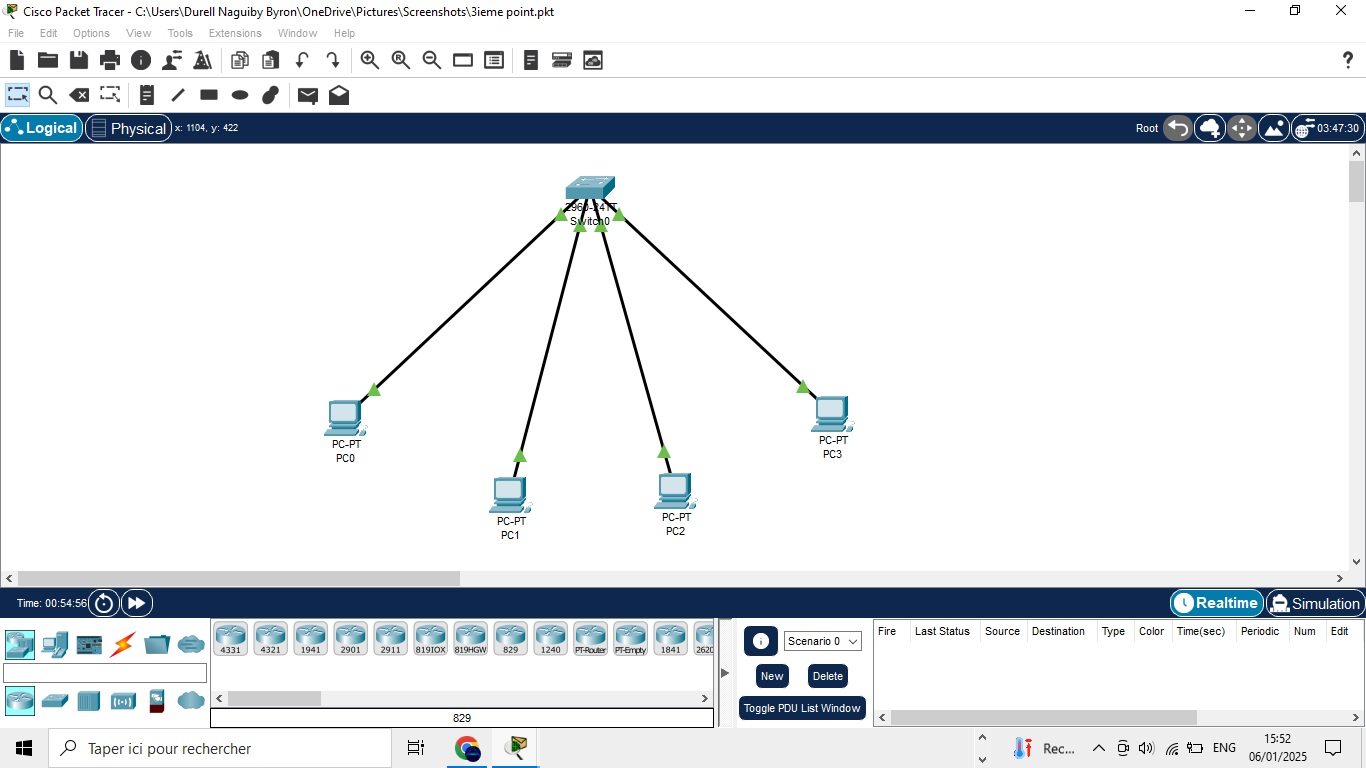 Cisco Packet Tracer - C:\Users\Durell Naguiby Byron\OneDrive\Pictures\Screenshots\3ieme point.pkt
File Edit Options View Tools Extensions Window Help
Logical Physical x: 1104, y: 422 Root 03:47:30
2960-24TT
Switch0
PC-PT
PC0
PC-PT
PC1
PC-PT
PC2
PC-PT
PC3
Time: 00:54:56 Realtime Simulation
4331 4321 1941 2901 2911 819IOX 819HGW 829 1240 PT-Router PT-Empty 1841 2620
829
Scenario 0
New Delete
Toggle PDU List Window
Fire Last Status Source Destination Type Color Time(sec) Periodic Num Edit
Taper ici pour rechercher
Rec... ENG 15:52
06/01/2025